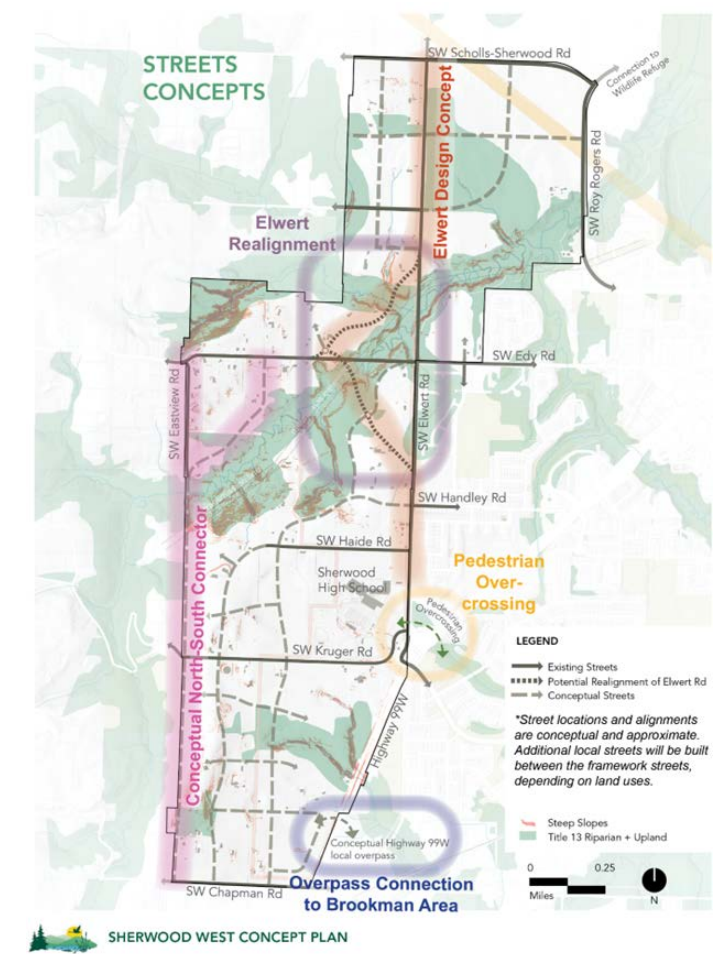 STREETS
CONCEPTS
SW Scholls-Sherwood Rd
Connection to
Wildlife Refuge
Elwert Design Concept
SW Roy Rogers Rd
Elwert
Realignment
SW Edy Rd
SW Eastview Rd
SW Elwert Rd
SW Handley Rd
Conceptual North-South Connector
SW Haide Rd
Sherwood
High School
Pedestrian
Over-
crossing
Pedestrian
Overcrossing
SW Kruger Rd
Highway 99W
LEGEND
Existing Streets
Potential Realignment of Elwert Rd
Conceptual Streets
*Street locations and alignments
are conceptual and approximate.
Additional local streets will be built
between the framework streets,
depending on land uses.
Steep Slopes
Title 13 Riparian + Upland
Conceptual Highway 99W
local overpass
0 0.25
Miles
N
SW Chapman Rd
Overpass Connection
to Brookman Area
SHERWOOD WEST CONCEPT PLAN